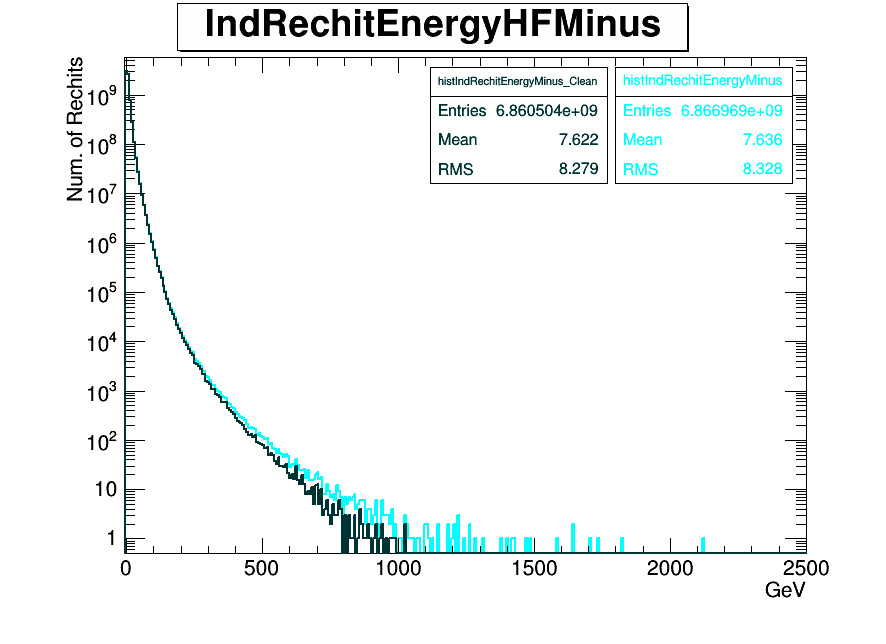 IndRechitEnergyHFMinus
histIndRechitEnergyMinus_Clean
Entries 6.860504e+09
Mean 7.622
RMS 8.279
histIndRechitEnergyMinus
Entries 6.866969e+09
Mean 7.636
RMS 8.328
Num. of Rechits
10⁹
10⁸
10⁷
10⁶
10⁵
10⁴
10³
10²
10
1
0 500 1000 1500 2000 2500
GeV